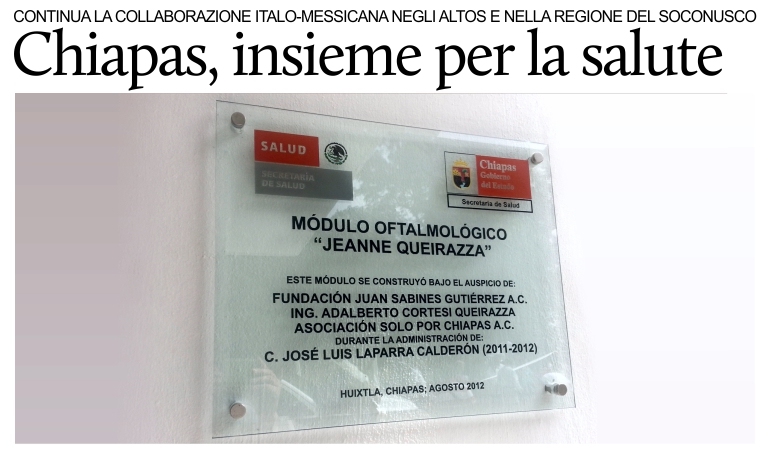 CONTINUA LA COLLABORAZIONE ITALO-MESSICANA NEGLI ALTOS E NELLA REGIONE DEL SOCONUSCO
Chiapas, insieme per la salute
SALUD
SECRETARÍA
DE SALUD
Chiapas
Gobierno
del Estado
Secretaría de Salud
MÓDULO OFTALMOLÓGICO
“JEANNE QUEIRAZZA”
ESTE MÓDULO SE CONSTRUYÓ BAJO EL AUSPICIO DE:
FUNDACIÓN JUAN SABINES GUTIÉRREZ A.C.
ING. ADALBERTO CORTESI QUEIRAZZA
ASOCIACIÓN SOLO POR CHIAPAS A.C.
DURANTE LA ADMINISTRACIÓN DE:
C. JOSÉ LUIS LAPARRA CALDERÓN (2011-2012)
HUIXTLA, CHIAPAS; AGOSTO 2012